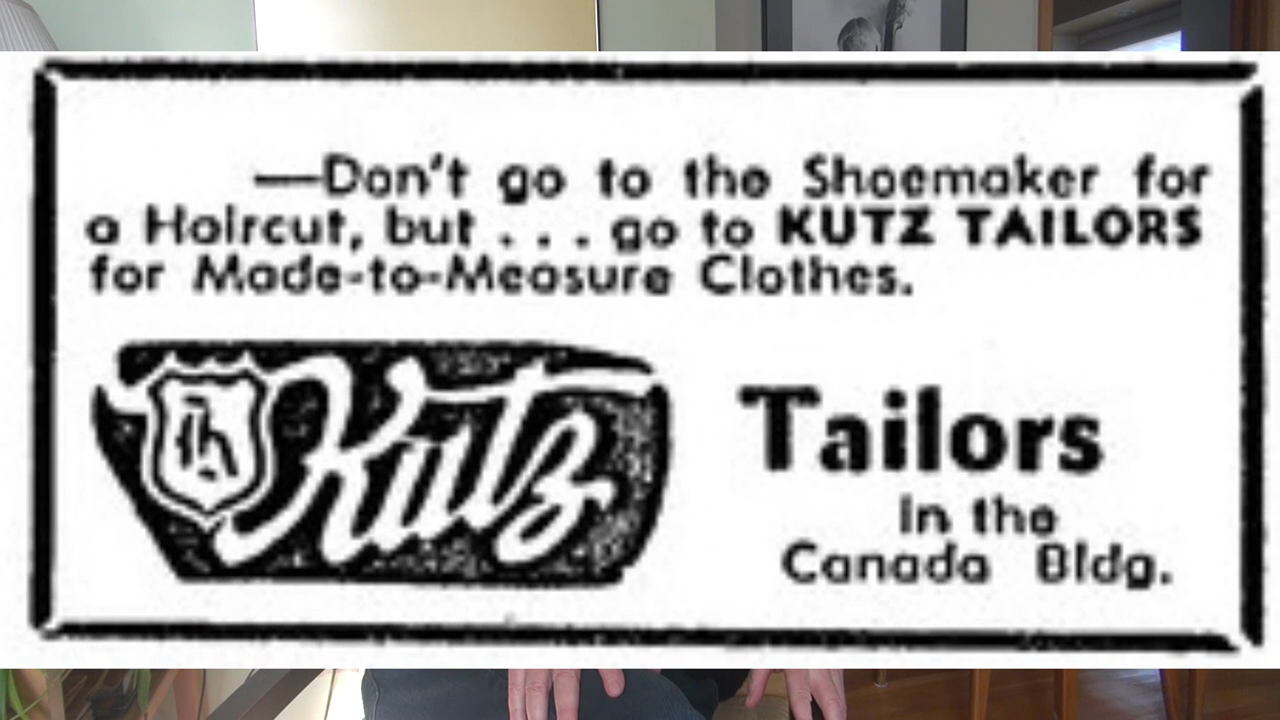 —Don't go to the Shoemaker for
a Haircut, but . . . go to KUTZ TAILORS
for Made-to-Measure Clothes.
Kutz
Tailors
in the
Canada Bldg.